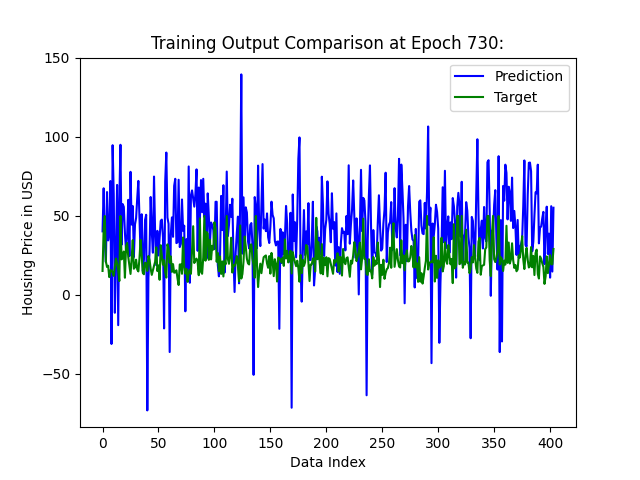 Training Output Comparison at Epoch 730:
Prediction
Target
Housing Price in USD
150
100
50
0
−50
0 50 100 150 200 250 300 350 400
Data Index